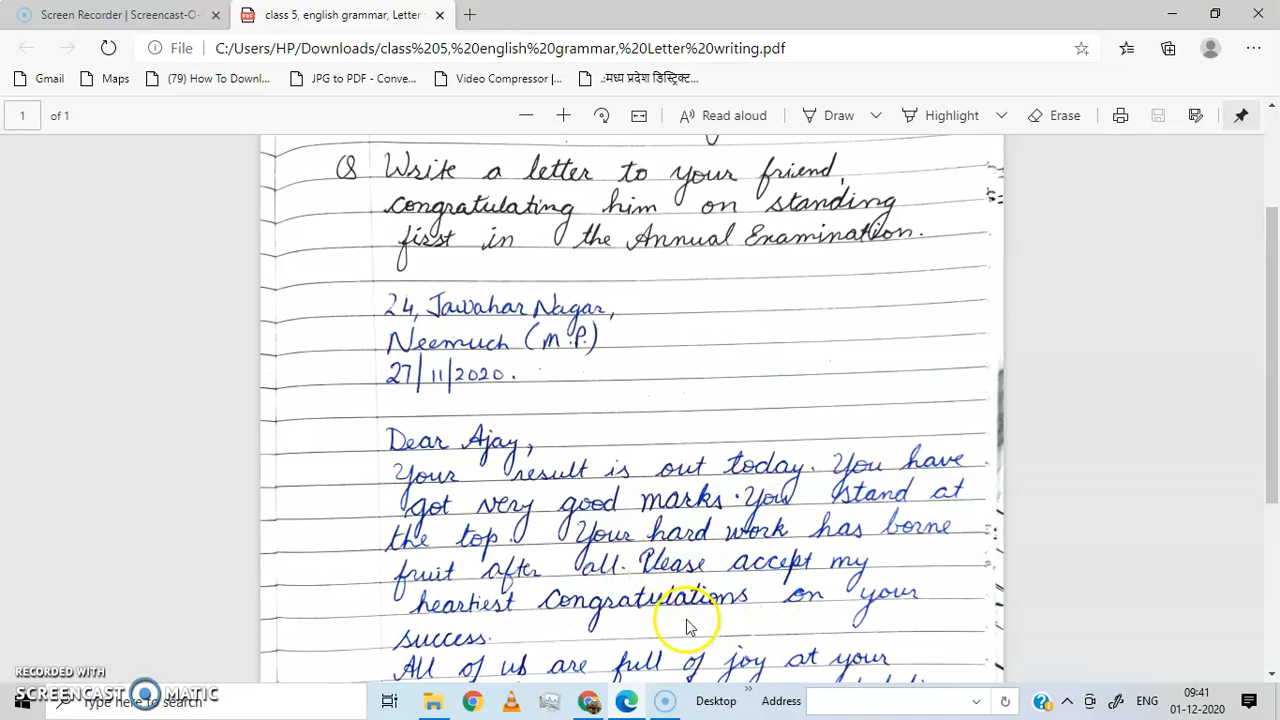 Screen Recorder | Screencast-O-
class 5, english grammar, Letter
File
C:/Users/HP/Downloads/class%205,%20english%20grammar,%20Letter%20writing.pdf
Gmail
Maps
(79) How To Downl...
JPG to PDF - Conve...
Video Compressor |...
.:मध्य प्रदेश डिस्ट्रिक्ट...
1 of 1
Read aloud
Draw
Highlight
Erase
Q Write a letter to your friend,
congratulating him on standing
first in the Annual Examination.
24, Jawahar Nagar,
Neemuch (M.P.)
27/11/2020.
Dear Ajay,
Your result is out today. You have
got very good marks. You stand at
the top. Your hard work has borne
fruit after all. Please accept my
heartiest congratulations on your
success.
All of us are full of joy at your
RECORDED WITH
SCREENCAST MATIC
Type here to search
Desktop
Address
ENG
09:41
01-12-2020